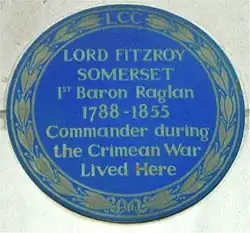 LCC
LORD FITZROY
SOMERSET
1ST Baron Raglan
1788-1855
Commander during
the Crimean War
Lived Here